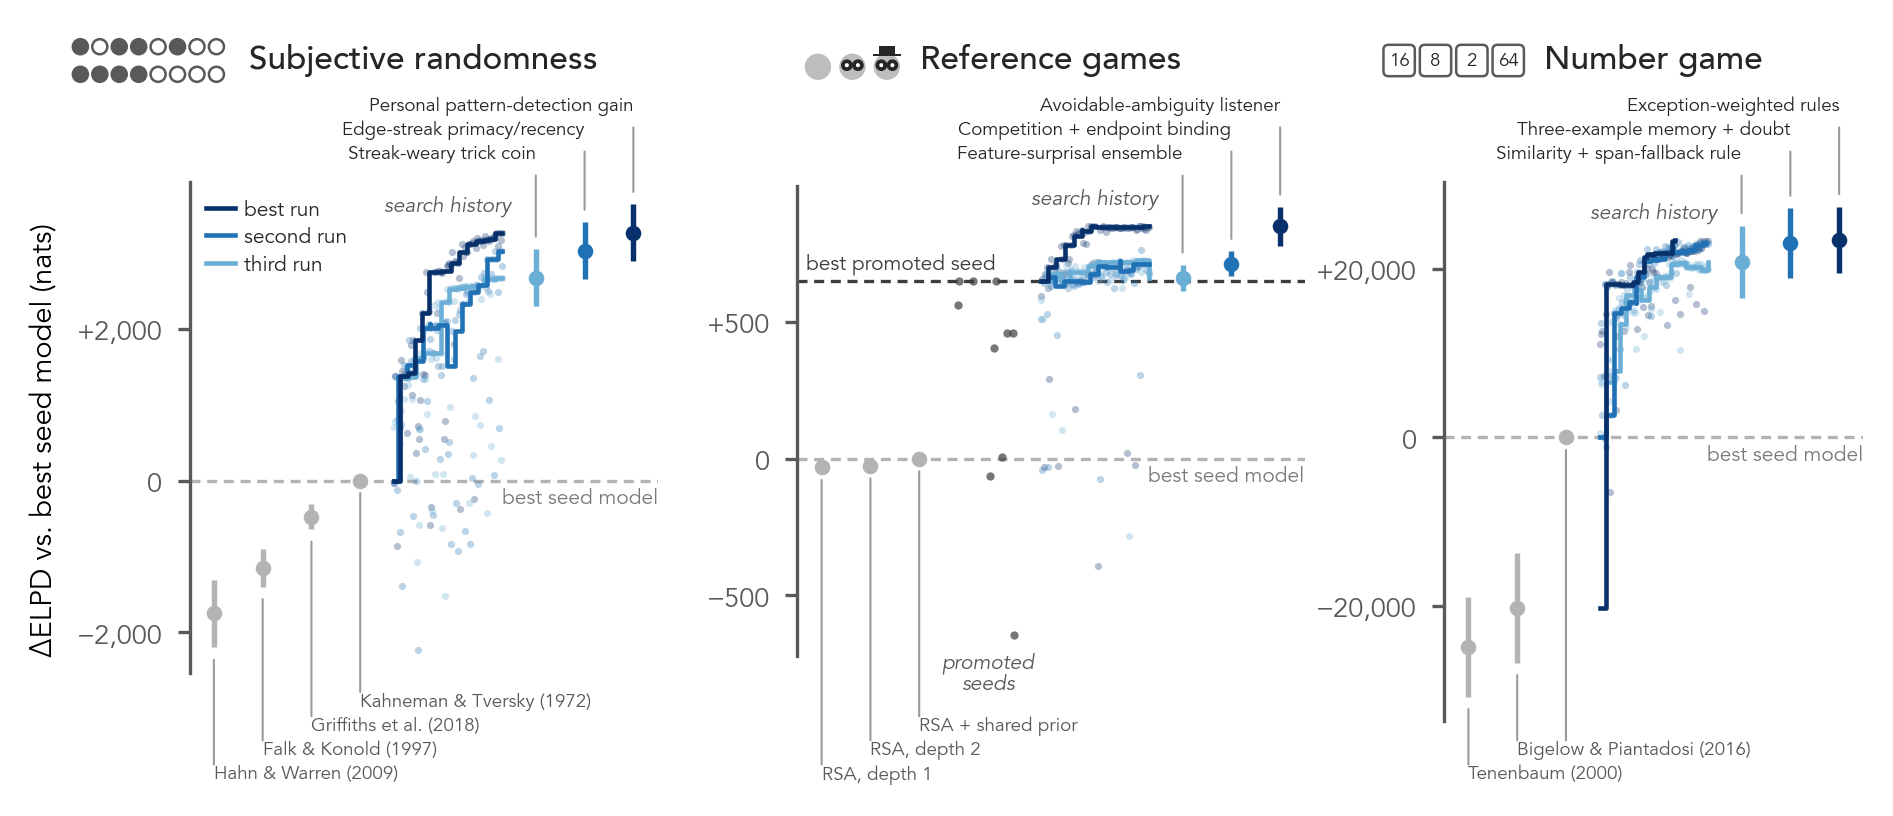 Subjective randomness
Personal pattern-detection gain
Edge-streak primacy/recency
Streak-weary trick coin
search history
best run
second run
third run
ΔELPD vs. best seed model (nats)
+2,000
0
−2,000
best seed model
Kahneman & Tversky (1972)
Griffiths et al. (2018)
Falk & Konold (1997)
Hahn & Warren (2009)
Reference games
Avoidable-ambiguity listener
Competition + endpoint binding
Feature-surprisal ensemble
search history
best promoted seed
+500
0
−500
best seed model
promoted
seeds
RSA + shared prior
RSA, depth 2
RSA, depth 1
16 8 2 64
Number game
Exception-weighted rules
Three-example memory + doubt
Similarity + span-fallback rule
search history
+20,000
0
−20,000
best seed model
Bigelow & Piantadosi (2016)
Tenenbaum (2000)